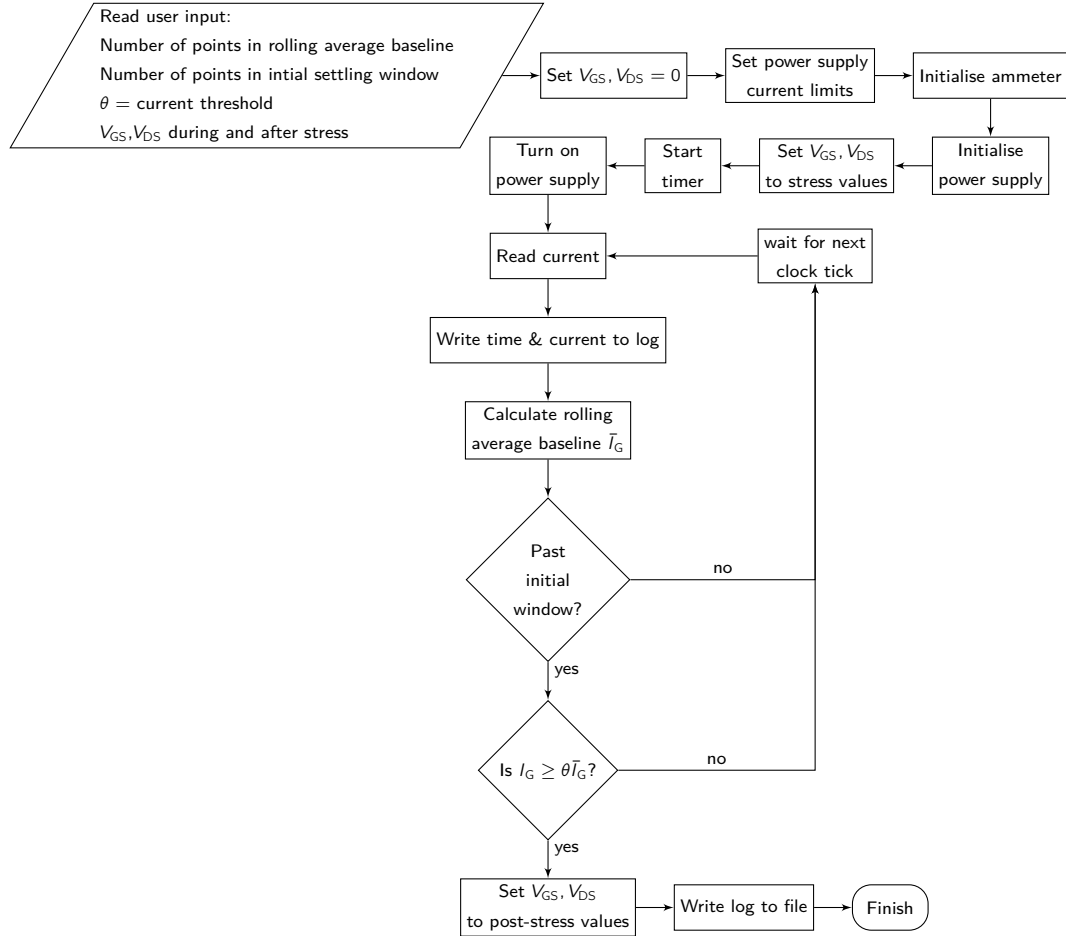 Read user input:
Number of points in rolling average baseline
Number of points in intial settling window
θ = current threshold
V_GS,V_DS during and after stress
Set V_GS, V_DS = 0
Set power supply
current limits
Initialise ammeter
Initialise
power supply
Set V_GS, V_DS
to stress values
Start
timer
Turn on
power supply
Read current
wait for next
clock tick
Write time & current to log
Calculate rolling
average baseline Ī_G
Past
initial
window?
no
yes
Is I_G ≥ θĪ_G?
no
yes
Set V_GS, V_DS
to post-stress values
Write log to file
Finish